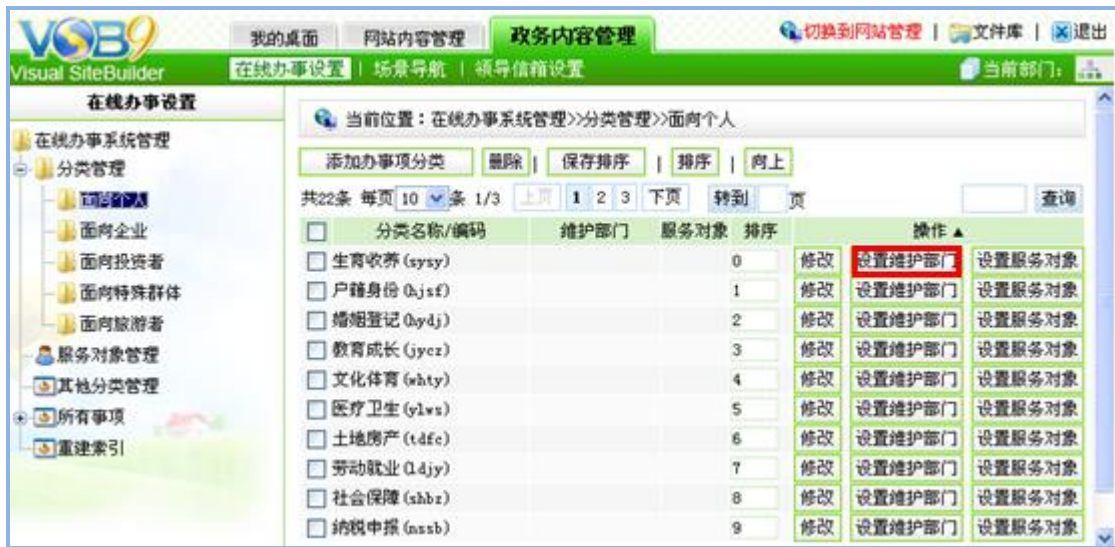 VSB9 我的桌面 网站内容管理 政务内容管理 切换到网站管理 | 文件库 | 退出
Visual SiteBuilder 在线办事设置 | 场景导航 | 领导信箱设置 当前部门:
在线办事设置
当前位置:在线办事系统管理>>分类管理>>面向个人
在线办事系统管理
分类管理
面向个人
面向企业
面向投资者
面向特殊群体
面向旅游者
服务对象管理
其他分类管理
所有事项
重建索引
添加办事项分类 删除 | 保存排序 | 排序 | 向上
共22条 每页 10 条 1/3 上页 1 2 3 下页 转到 页 查询
分类名称/编码 维护部门 服务对象 排序 操作▲
生育收养(sysy) 0 修改 设置维护部门 设置服务对象
户籍身份(hjsf) 1 修改 设置维护部门 设置服务对象
婚姻登记(hydj) 2 修改 设置维护部门 设置服务对象
教育成长(jycz) 3 修改 设置维护部门 设置服务对象
文化体育(whty) 4 修改 设置维护部门 设置服务对象
医疗卫生(ylws) 5 修改 设置维护部门 设置服务对象
土地房产(tdfc) 6 修改 设置维护部门 设置服务对象
劳动就业(ldjy) 7 修改 设置维护部门 设置服务对象
社会保障(shbz) 8 修改 设置维护部门 设置服务对象
纳税申报(nssb) 9 修改 设置维护部门 设置服务对象